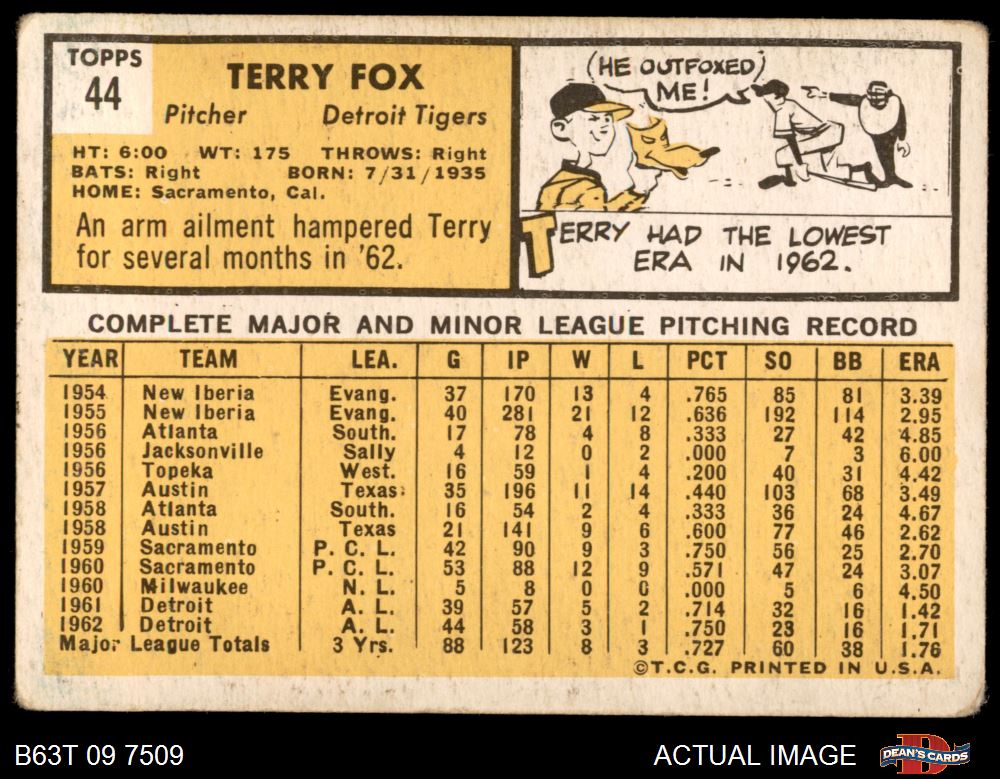 TOPPS
44
TERRY FOX
Pitcher Detroit Tigers
HT: 6:00 WT: 175 THROWS: Right
BATS: Right BORN: 7/31/1935
HOME: Sacramento, Cal.
An arm ailment hampered Terry
for several months in '62.
(HE OUTFOXED)
ME!
TERRY HAD THE LOWEST
ERA IN 1962.
COMPLETE MAJOR AND MINOR LEAGUE PITCHING RECORD
YEAR TEAM LEA. G IP W L PCT SO BB ERA
1954 New Iberia Evang. 37 170 13 4 .765 85 81 3.39
1955 New Iberia Evang. 40 281 21 12 .636 192 114 2.95
1956 Atlanta South. 17 78 4 8 .333 27 42 4.85
1956 Jacksonville Sally 4 12 0 2 .000 7 3 6.00
1956 Topeka West. 16 59 1 4 .200 40 31 4.42
1957 Austin Texas 35 196 11 14 .440 103 68 3.49
1958 Atlanta South. 16 54 2 4 .333 36 24 4.67
1958 Austin Texas 21 141 9 6 .600 77 46 2.62
1959 Sacramento P. C. L. 42 90 9 3 .750 56 25 2.70
1960 Sacramento P. C. L. 53 88 12 9 .571 47 24 3.07
1960 Milwaukee N. L. 5 8 0 0 .000 5 6 4.50
1961 Detroit A. L. 39 57 5 2 .714 32 16 1.42
1962 Detroit A. L. 44 58 3 1 .750 23 16 1.71
Major League Totals 3 Yrs. 88 123 8 3 .727 60 38 1.76
©T.C.G. PRINTED IN U.S.A.
B63T 09 7509 ACTUAL IMAGE DEAN'S CARDS